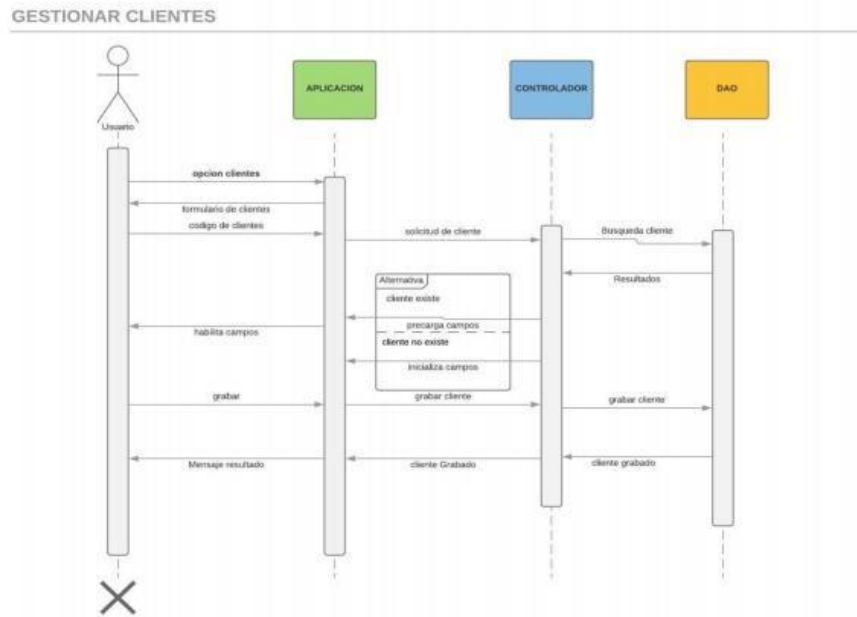 GESTIONAR CLIENTES
APLICACION
CONTROLADOR
DAO
Usuario
opcion clientes
formulario de clientes
codigo de clientes
solicitud de cliente
Busqueda cliente
Resultados
Alternativa
cliente existe
precarga campos
habilita campos
cliente no existe
inicializa campos
grabar
grabar cliente
grabar cliente
Mensaje resultado
cliente Grabado
cliente grabado